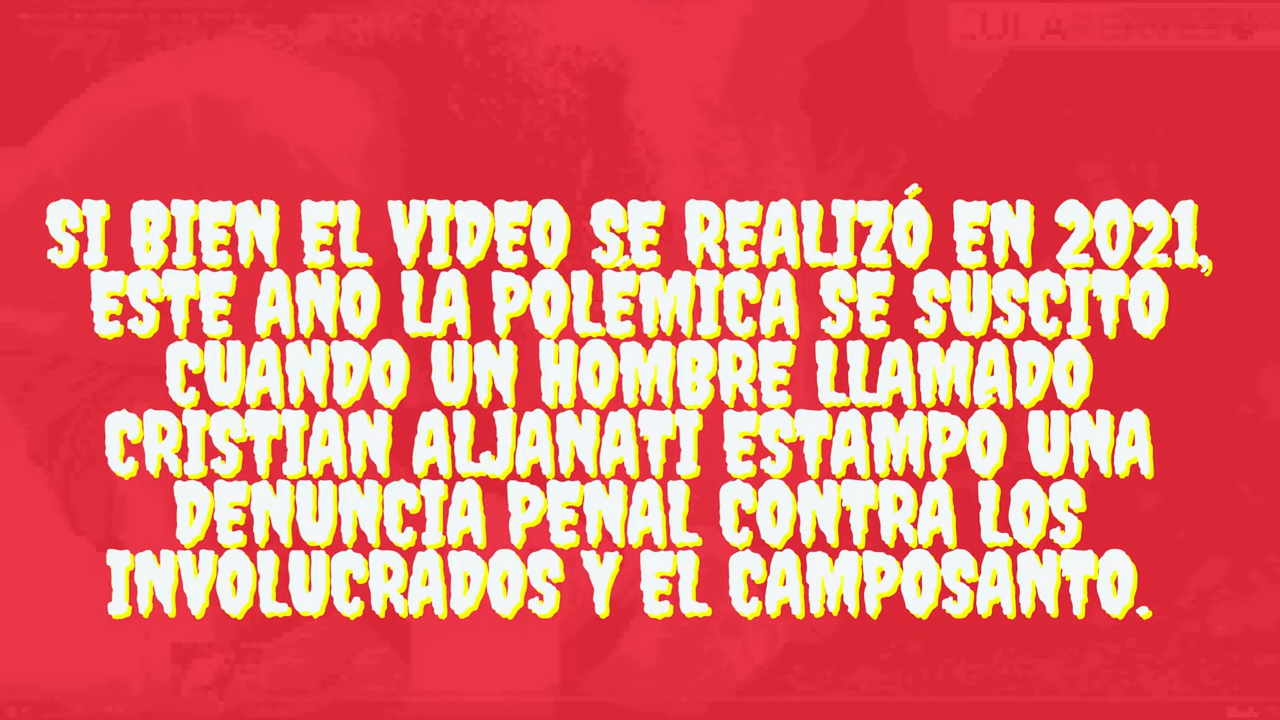 SI BIEN EL VIDEO SE REALIZÓ EN 2021,
ESTE AÑO LA POLÉMICA SE SUSCITÓ
CUANDO UN HOMBRE LLAMADO
CRISTIAN ALJANATI ESTAMPÓ UNA
DENUNCIA PENAL CONTRA LOS
INVOLUCRADOS Y EL CAMPOSANTO.